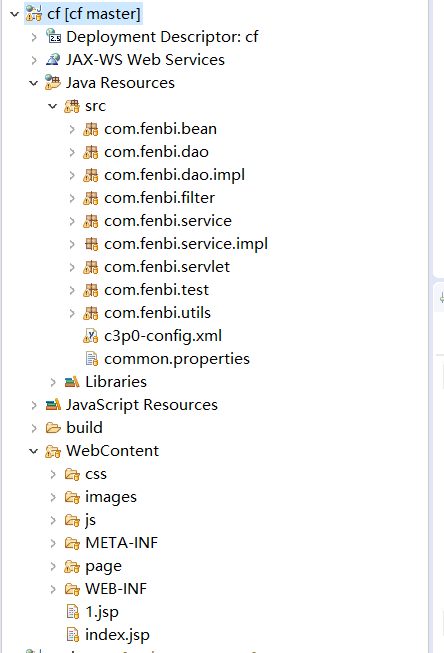 cf [cf master]
Deployment Descriptor: cf
JAX-WS Web Services
Java Resources
src
com.fenbi.bean
com.fenbi.dao
com.fenbi.dao.impl
com.fenbi.filter
com.fenbi.service
com.fenbi.service.impl
com.fenbi.servlet
com.fenbi.test
com.fenbi.utils
c3p0-config.xml
common.properties
Libraries
JavaScript Resources
build
WebContent
css
images
js
META-INF
page
WEB-INF
1.jsp
index.jsp